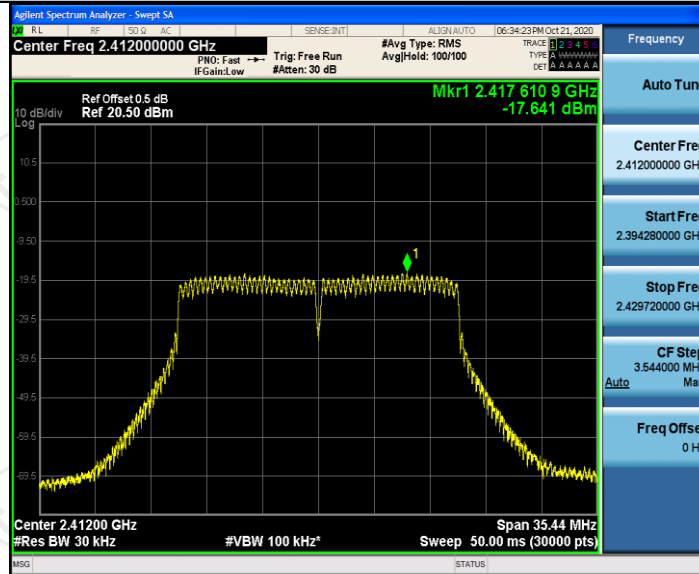 Agilent Spectrum Analyzer - Swept SA
RL RF 50 Ω AC SENSE:INT ALIGN AUTO 06:34:23 PM Oct 21, 2020
Center Freq 2.412000000 GHz
PNO: Fast
IFGain:Low
Trig: Free Run
#Atten: 30 dB
#Avg Type: RMS
Avg|Hold: 100/100
TRACE 1 2 3 4 5 6
TYPE A WWWWW
DET A A A A A A
Ref Offset 0.5 dB
10 dB/div Ref 20.50 dBm
Log
Mkr1 2.417 610 9 GHz
-17.641 dBm
10.5
0.500
-9.50
-19.5
-29.5
-39.5
-49.5
-59.5
-69.5
1
Center 2.41200 GHz Span 35.44 MHz
#Res BW 30 kHz #VBW 100 kHz* Sweep 50.00 ms (30000 pts)
MSG STATUS
Frequency
Auto Tun
Center Fre
2.412000000 GH
Start Fre
2.394280000 GH
Stop Fre
2.429720000 GH
CF Ste
3.544000 MH
Auto Ma
Freq Offse
0 H